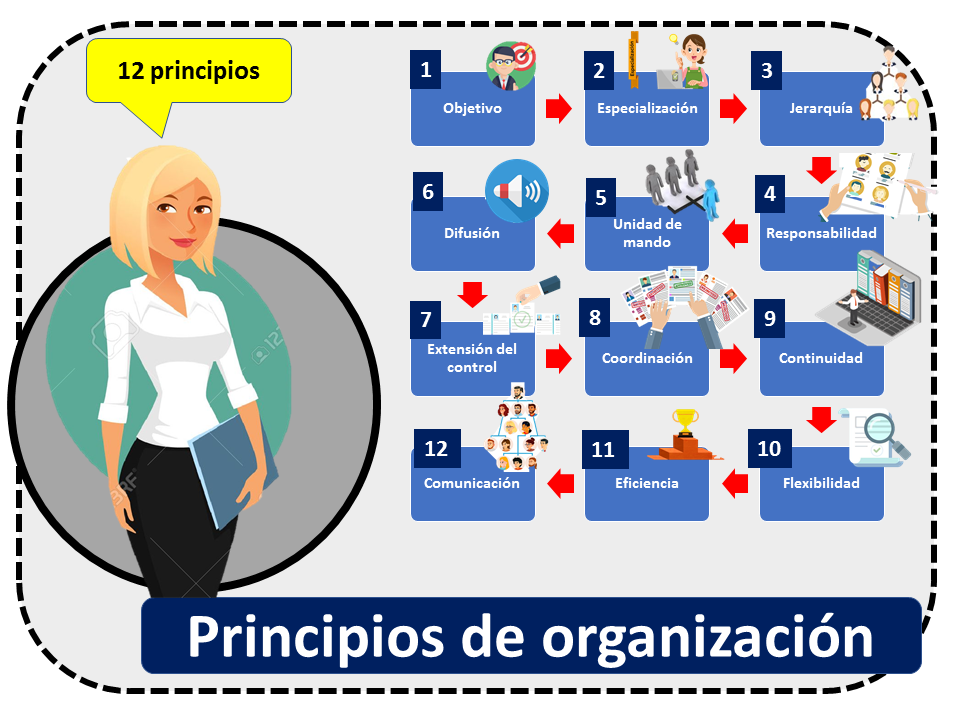 12 principios
1
Objetivo
2
Especialización
Especialización
3
Jerarquía
4
Responsabilidad
5
Unidad de
mando
6
Difusión
7
Extensión del
control
8
Coordinación
9
Continuidad
10
Flexibilidad
11
Eficiencia
12
Comunicación
Principios de organización